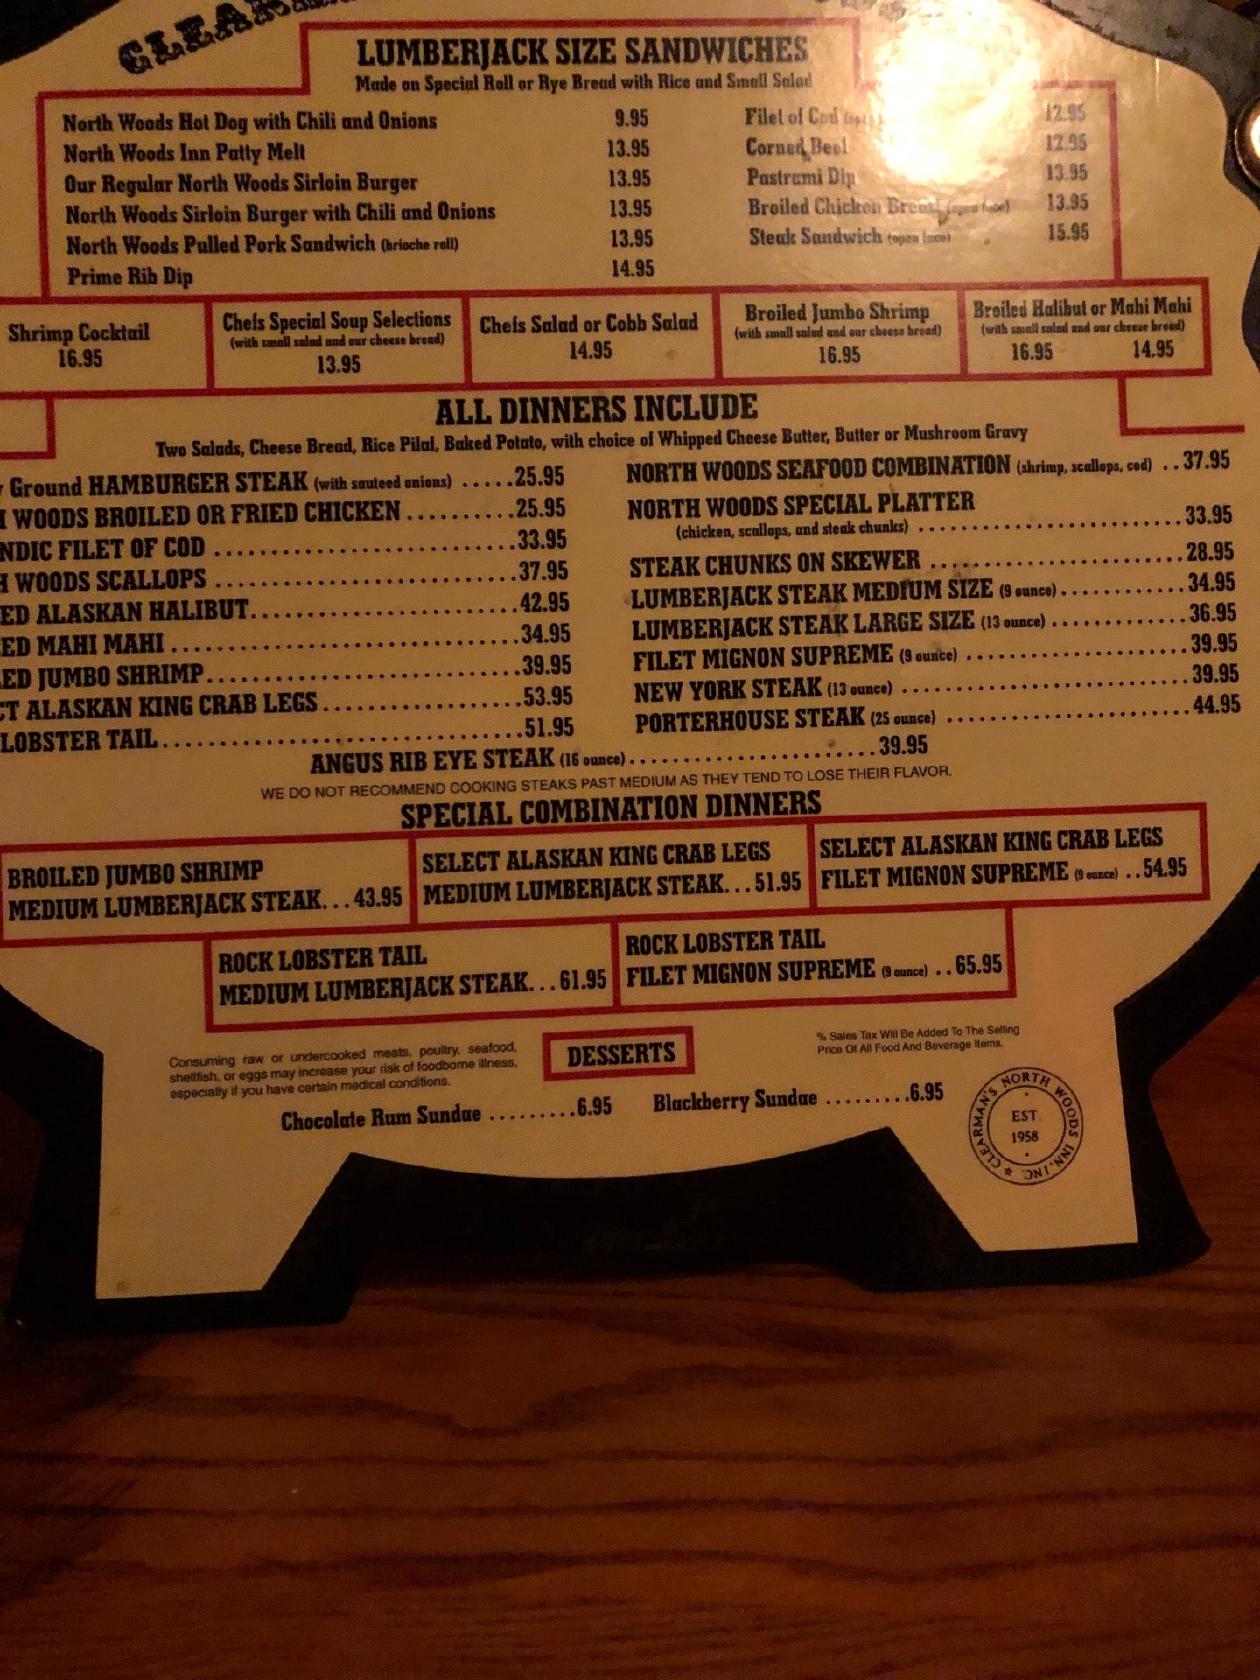 CLEAR
LUMBERJACK SIZE SANDWICHES
Made on Special Roll or Rye Bread with Rice and Small Salad
North Woods Hot Dog with Chili and Onions 9.95
North Woods Inn Patty Melt 13.95
Our Regular North Woods Sirloin Burger 13.95
North Woods Sirloin Burger with Chili and Onions 13.95
North Woods Pulled Pork Sandwich (brioche roll) 13.95
Prime Rib Dip 14.95
Filet of Cod 12.95
Corned Beef 12.95
Pastrami Dip 13.95
Broiled Chicken Breast (open face) 13.95
Steak Sandwich (open face) 15.95
Shrimp Cocktail
16.95
Chefs Special Soup Selections
(with small salad and our cheese bread)
13.95
Chefs Salad or Cobb Salad
14.95
Broiled Jumbo Shrimp
(with small salad and our cheese bread)
16.95
Broiled Halibut or Mahi Mahi
(with small salad and our cheese bread)
16.95 14.95
ALL DINNERS INCLUDE
Two Salads, Cheese Bread, Rice Pilaf, Baked Potato, with choice of Whipped Cheese Butter, Butter or Mushroom Gravy
Ground HAMBURGER STEAK (with sauteed onions) .....25.95
WOODS BROILED OR FRIED CHICKEN ..........25.95
NDIC FILET OF COD ............................33.95
WOODS SCALLOPS ............................37.95
ED ALASKAN HALIBUT.........................42.95
ED MAHI MAHI .................................34.95
ED JUMBO SHRIMP.............................39.95
CT ALASKAN KING CRAB LEGS ..................53.95
LOBSTER TAIL.................................51.95
NORTH WOODS SEAFOOD COMBINATION (shrimp, scallops, cod) ..37.95
NORTH WOODS SPECIAL PLATTER
(chicken, scallops, and steak chunks) ........................33.95
STEAK CHUNKS ON SKEWER .......................28.95
LUMBERJACK STEAK MEDIUM SIZE (9 ounce)...........34.95
LUMBERJACK STEAK LARGE SIZE (13 ounce) ...........36.95
FILET MIGNON SUPREME (9 ounce) ....................39.95
NEW YORK STEAK (13 ounce) ..........................39.95
PORTERHOUSE STEAK (25 ounce) ......................44.95
ANGUS RIB EYE STEAK (16 ounce).......................39.95
WE DO NOT RECOMMEND COOKING STEAKS PAST MEDIUM AS THEY TEND TO LOSE THEIR FLAVOR.
SPECIAL COMBINATION DINNERS
BROILED JUMBO SHRIMP
MEDIUM LUMBERJACK STEAK...43.95
SELECT ALASKAN KING CRAB LEGS
MEDIUM LUMBERJACK STEAK...51.95
SELECT ALASKAN KING CRAB LEGS
FILET MIGNON SUPREME (9 ounce) ..54.95
ROCK LOBSTER TAIL
MEDIUM LUMBERJACK STEAK...61.95
ROCK LOBSTER TAIL
FILET MIGNON SUPREME (9 ounce) ..65.95
Consuming raw or undercooked meats, poultry, seafood,
shellfish, or eggs may increase your risk of foodborne illness,
especially if you have certain medical conditions.
DESSERTS
% Sales Tax Will Be Added To The Selling
Price Of All Food And Beverage Items.
Chocolate Rum Sundae .........6.95
Blackberry Sundae .........6.95
CLEARMAN'S NORTH WOODS INN, INC.
EST.
1958